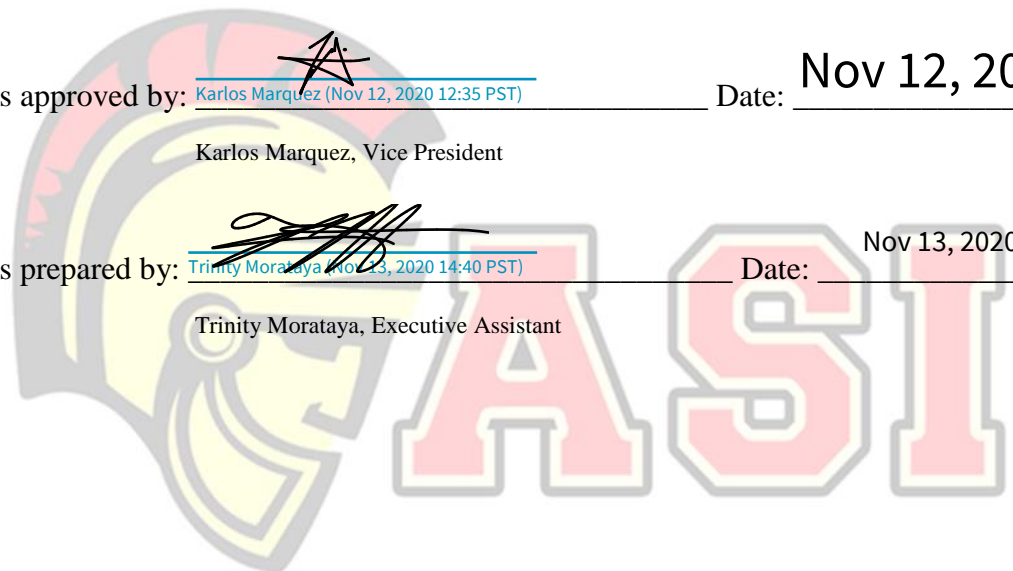 s approved by: Karlos Marquez (Nov 12, 2020 12:35 PST) Date: Nov 12, 20
Karlos Marquez, Vice President
s prepared by: Trinity Morataya (Nov 13, 2020 14:40 PST) Date: Nov 13, 2020
Trinity Morataya, Executive Assistant
ASI